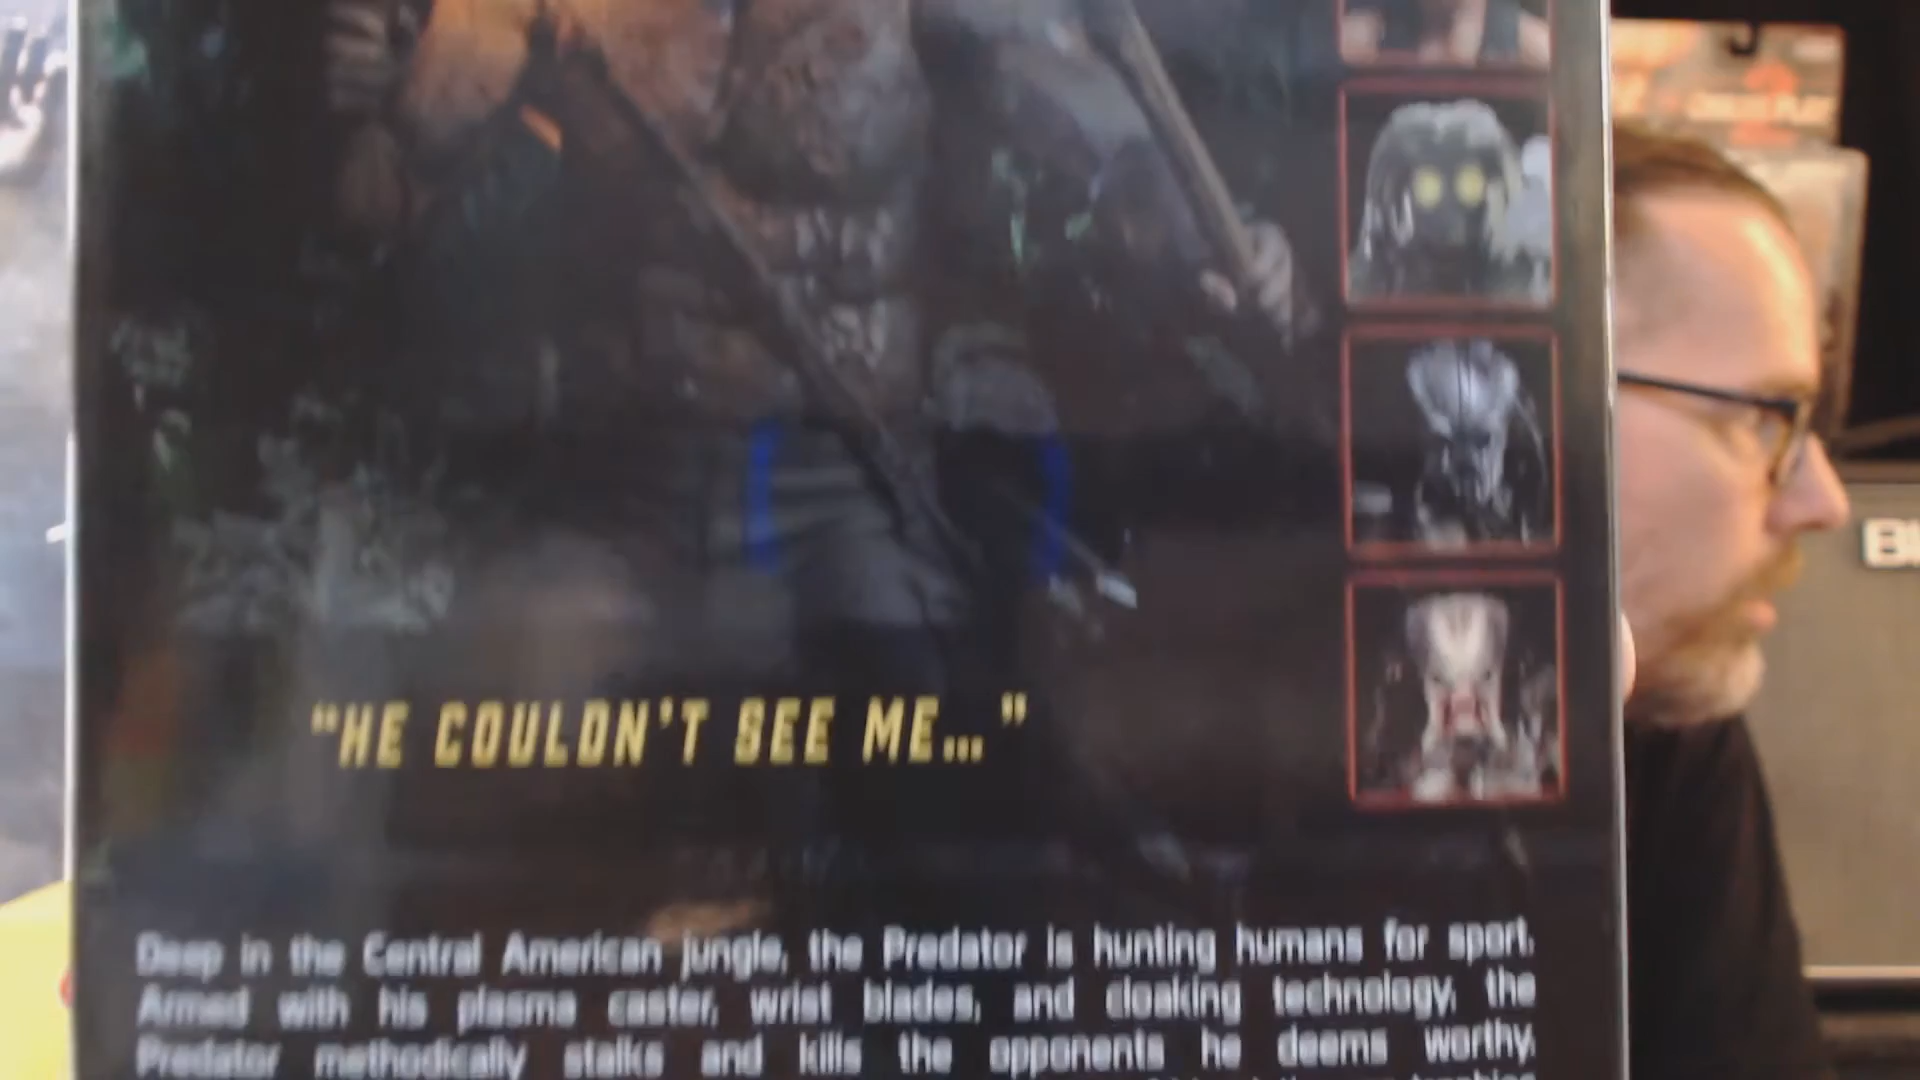 "HE COULDN'T SEE ME..."
Deep in the Central American jungle, the Predator is hunting humans for sport.
Armed with his plasma caster, wrist blades, and cloaking technology, the
Predator methodically stalks and kills the opponents he deems worthy.